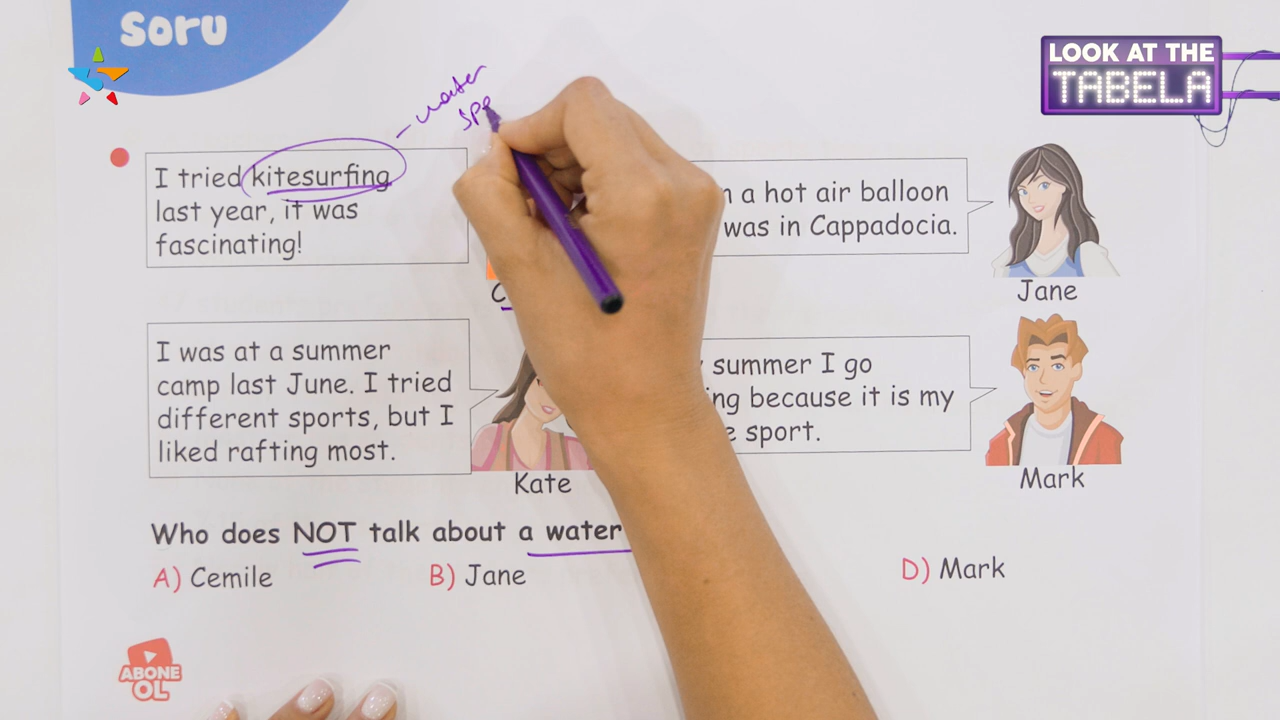 soru
LOOK AT THE
TABELA
water
I tried kitesurfing
last year, it was
fascinating!
a hot air balloon
was in Cappadocia.
Jane
I was at a summer
camp last June. I tried
different sports, but I
liked rafting most.
summer I go
because it is my
sport.
Kate
Mark
Who does NOT talk about a water
A) Cemile
B) Jane
D) Mark
ABONE
OL